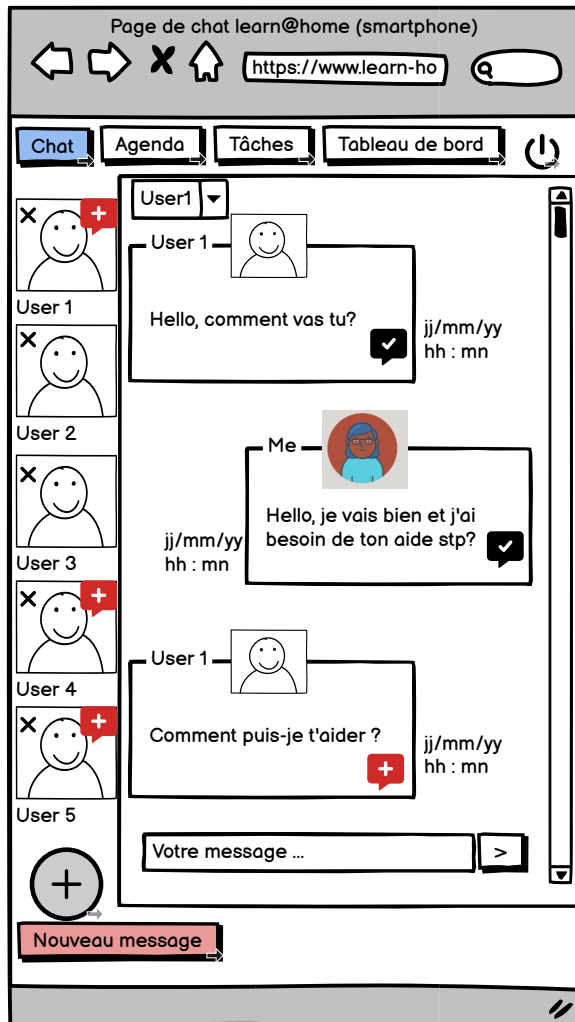 Page de chat learn@home (smartphone)
https://www.learn-ho
Chat
Agenda
Tâches
Tableau de bord
User1
User 1
User 2
User 3
User 4
User 5
User 1
Hello, comment vas tu?
jj/mm/yy
hh : mn
Me
Hello, je vais bien et j'ai
besoin de ton aide stp?
jj/mm/yy
hh : mn
User 1
Comment puis-je t'aider ?
jj/mm/yy
hh : mn
Votre message ...
>
Nouveau message